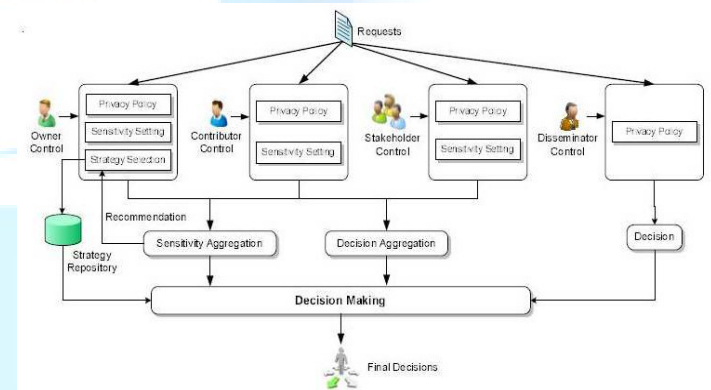 Requests
Privacy Policy
Sensitivity Setting
Strategy Selection
Owner
Control
Privacy Policy
Sensitivity Setting
Contributor
Control
Privacy Policy
Sensitivity Setting
Stakeholder
Control
Privacy Policy
Disseminator
Control
Recommendation
Strategy
Repository
Sensitivity Aggregation
Decision Aggregation
Decision
Decision Making
Final Decisions